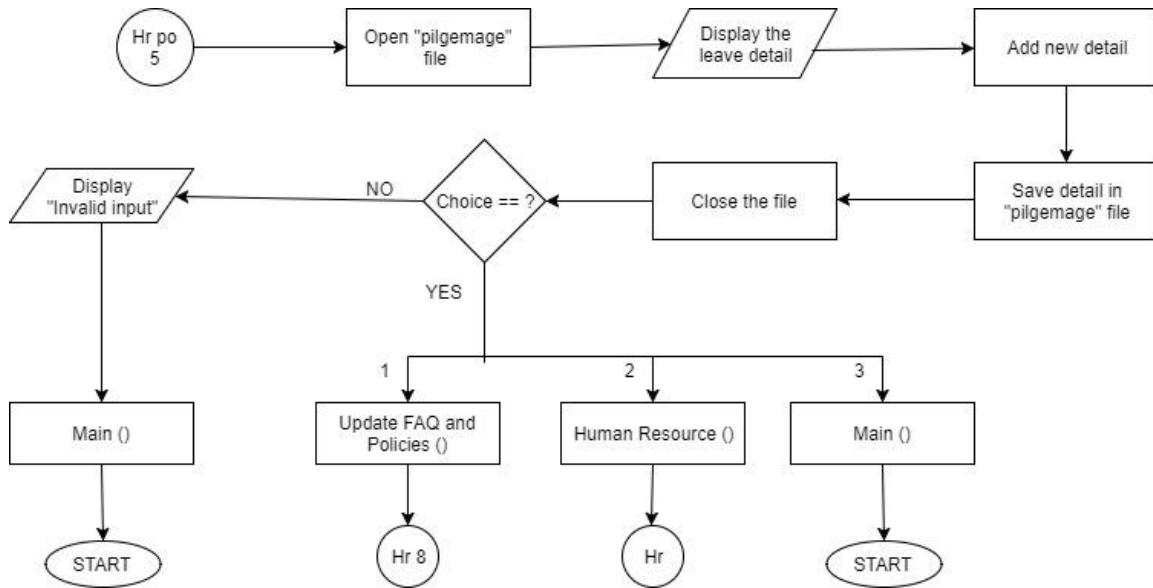 Hr po
5
Open "pilgemage"
file
Display the
leave detail
Add new detail
Display
"Invalid input"
NO
Choice == ?
Close the file
Save detail in
"pilgemage" file
YES
1
2
3
Main ()
Update FAQ and
Policies ()
Human Resource ()
Main ()
START
Hr 8
Hr
START